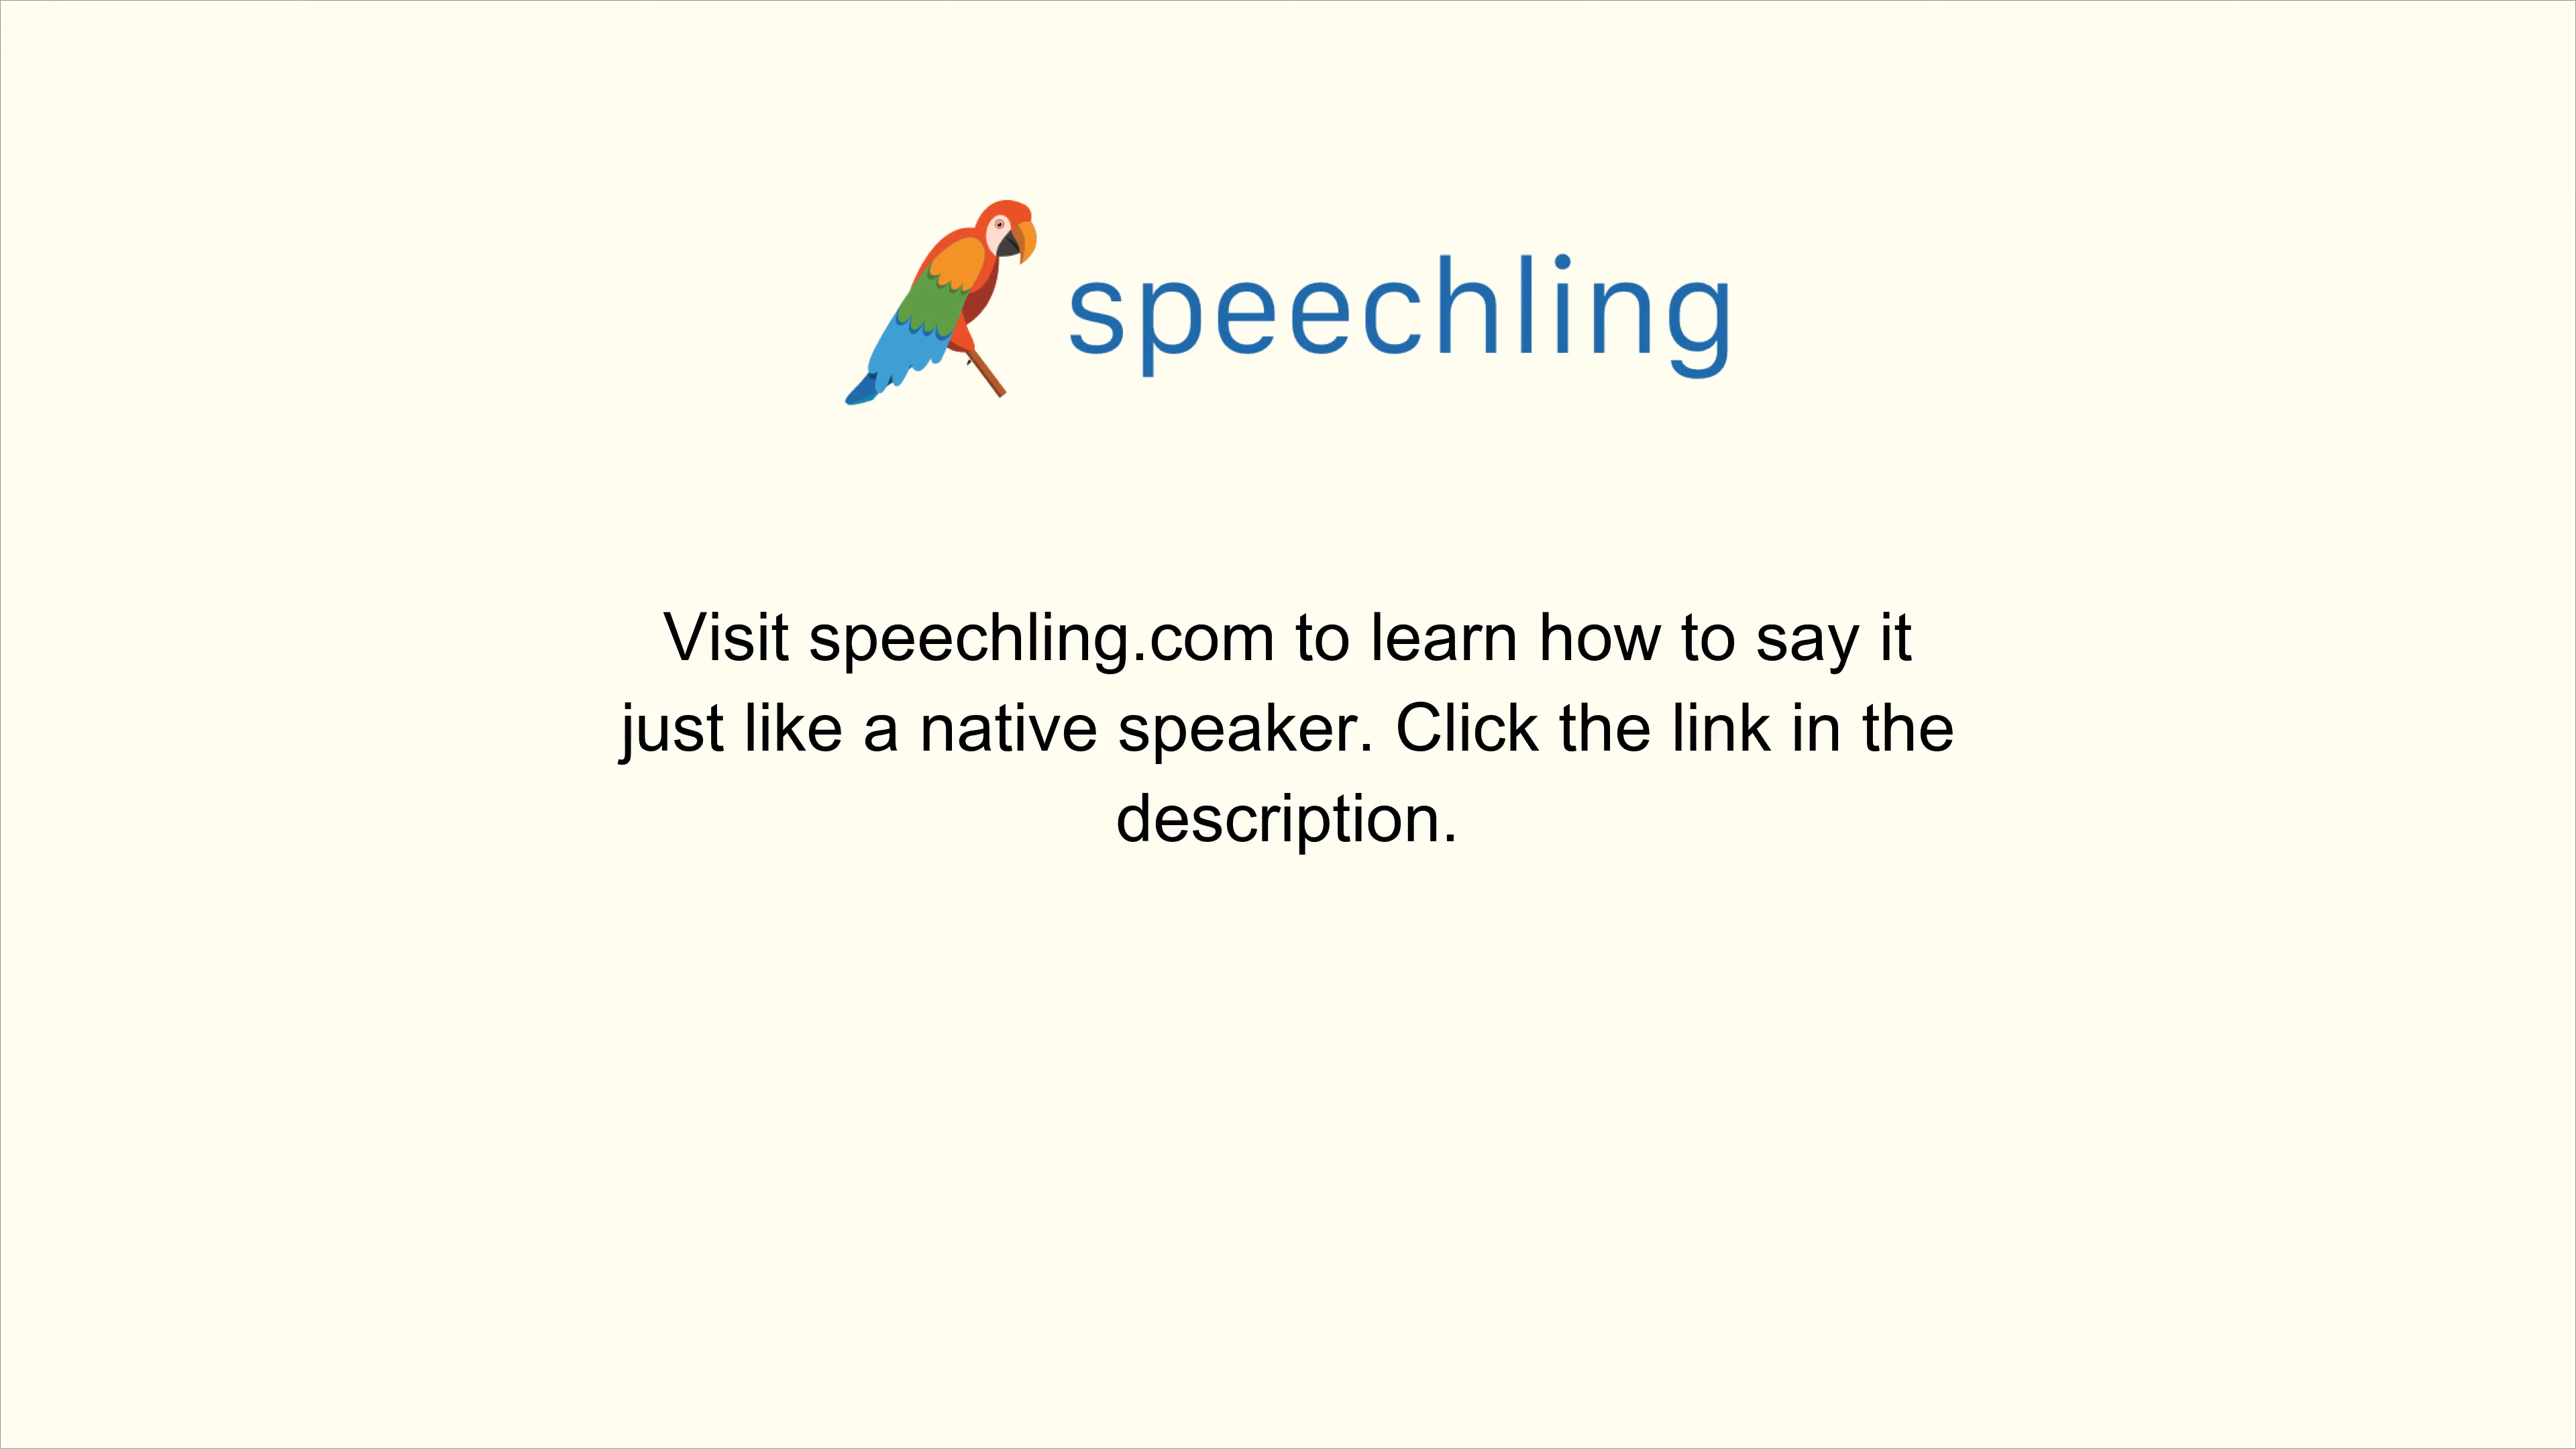 speechling
Visit speechling.com to learn how to say it
just like a native speaker. Click the link in the
description.